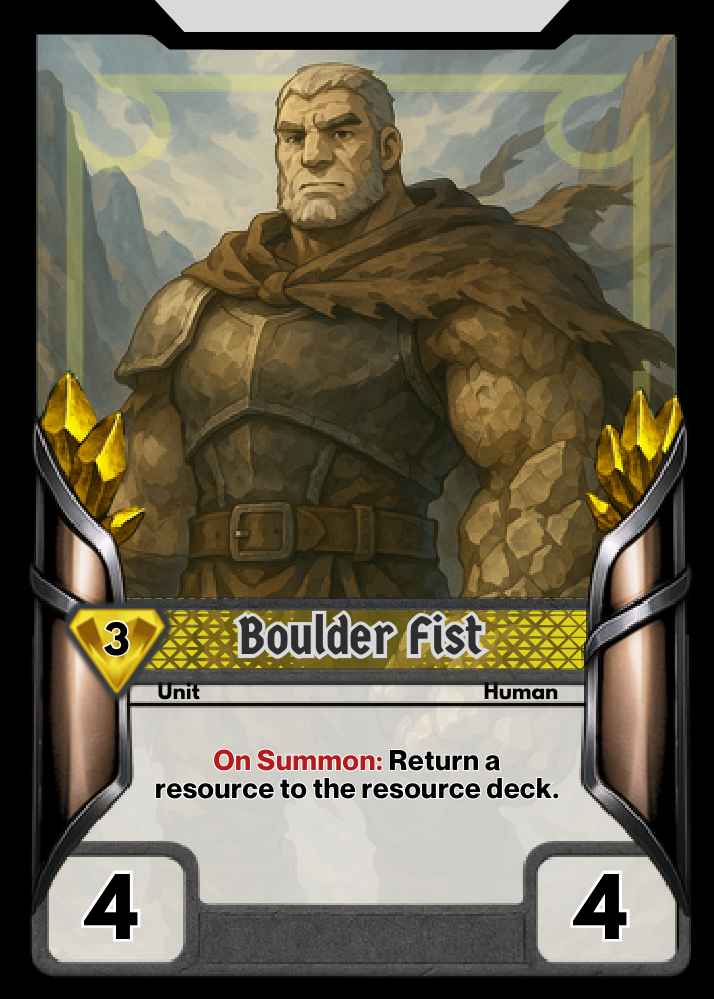 3
Boulder Fist
Unit Human
On Summon: Return a
resource to the resource deck.
4 4